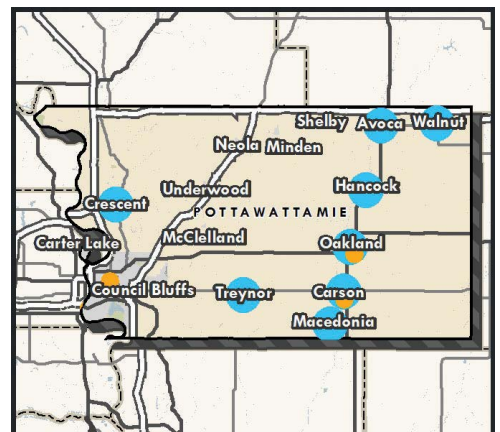 Shelby
Avoca
Walnut
Neola
Minden
Underwood
Hancock
Crescent
POTTAWATTAMIE
Carter Lake
McClelland
Oakland
Council Bluffs
Treynor
Carson
Macedonia